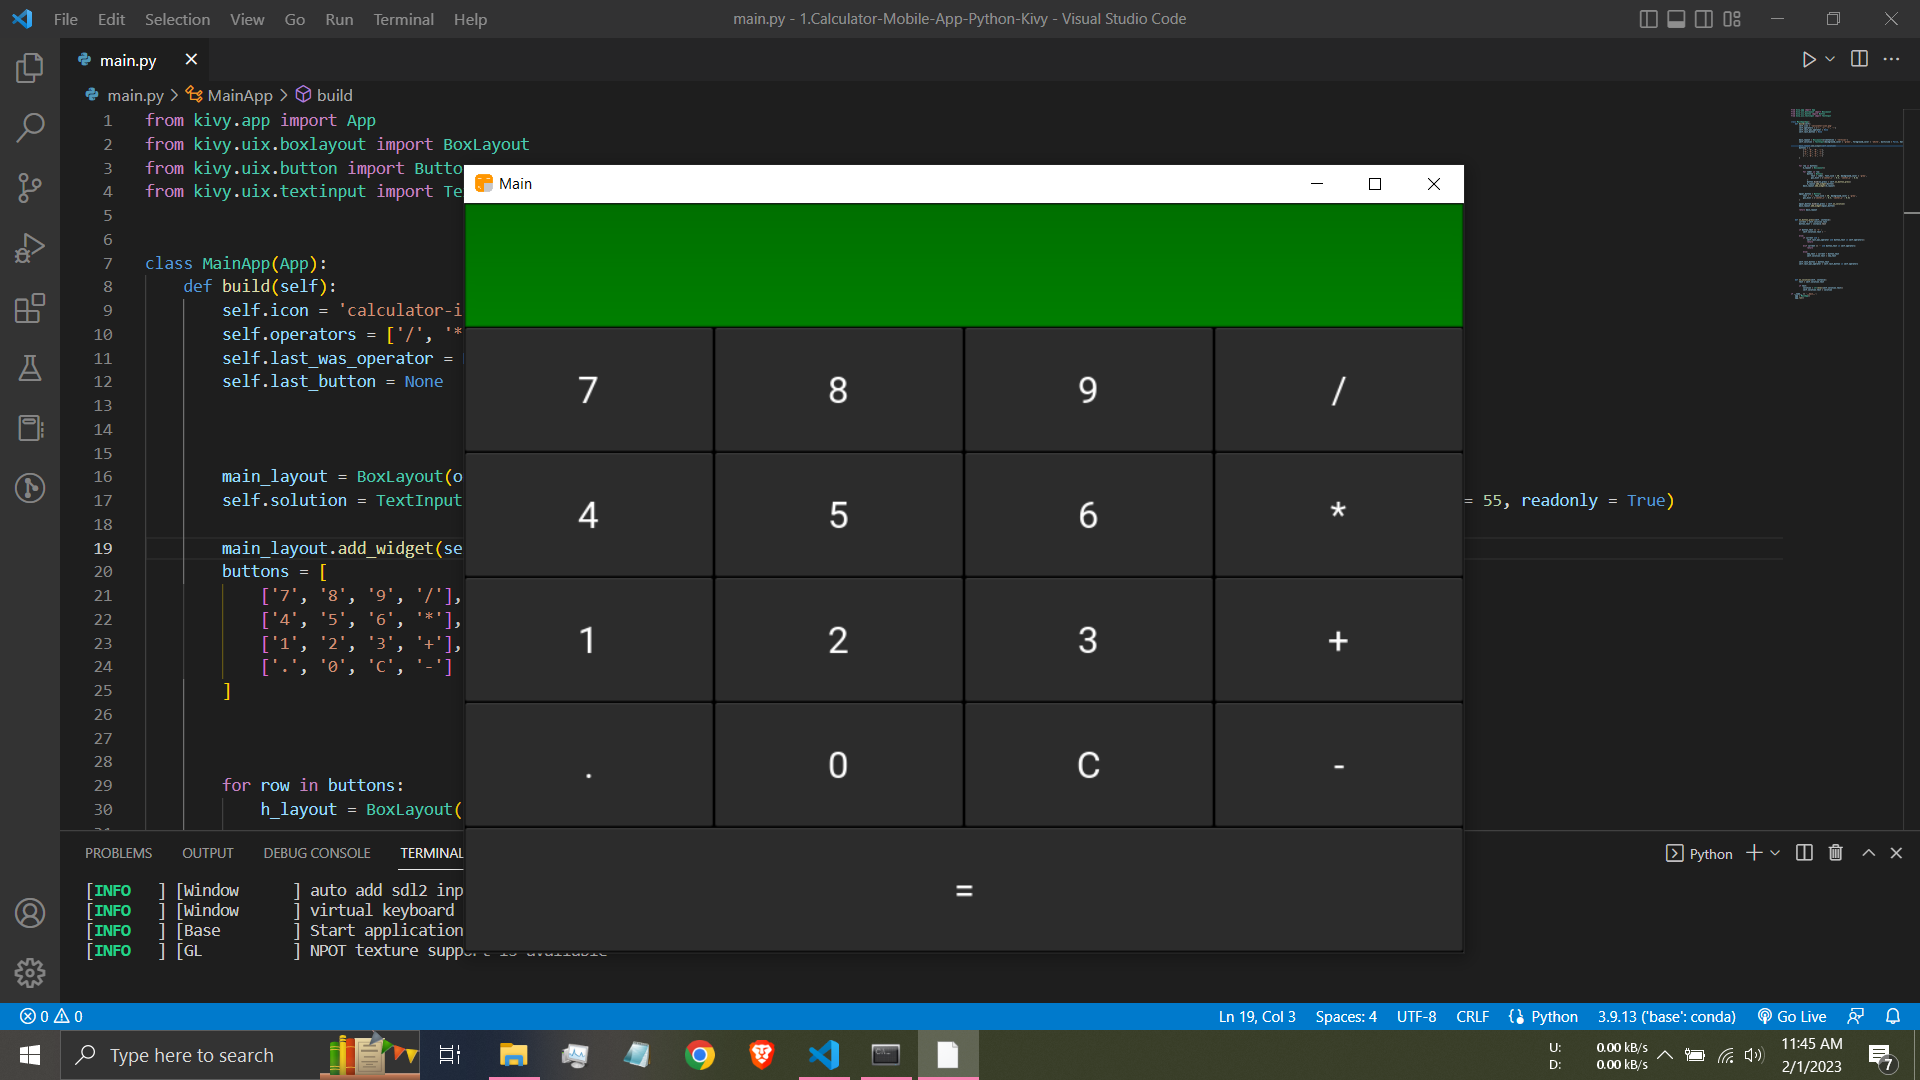 File Edit Selection View Go Run Terminal Help
main.py - 1.Calculator-Mobile-App-Python-Kivy - Visual Studio Code
main.py
main.py > MainApp > build
1 from kivy.app import App
2 from kivy.uix.boxlayout import BoxLayout
3 from kivy.uix.button import Butto
4 from kivy.uix.textinput import Te
5
6
7 class MainApp(App):
8 def build(self):
9 self.icon = 'calculator-i
10 self.operators = ['/', '*
11 self.last_was_operator =
12 self.last_button = None
13
14
15
16 main_layout = BoxLayout(o
17 self.solution = TextInput = 55, readonly = True)
18
19 main_layout.add_widget(se
20 buttons = [
21 ['7', '8', '9', '/'],
22 ['4', '5', '6', '*'],
23 ['1', '2', '3', '+'],
24 ['.', '0', 'C', '-']
25 ]
26
27
28
29 for row in buttons:
30 h_layout = BoxLayout(
Main
7 8 9 /
4 5 6 *
1 2 3 +
. 0 C -
=
PROBLEMS OUTPUT DEBUG CONSOLE TERMINAL
Python
[INFO ] [Window ] auto add sdl2 inp
[INFO ] [Window ] virtual keyboard
[INFO ] [Base ] Start application
[INFO ] [GL ] NPOT texture support is available
0 0
Ln 19, Col 3 Spaces: 4 UTF-8 CRLF Python 3.9.13 ('base': conda) Go Live
Type here to search
U: 0.00 kB/s
D: 0.00 kB/s
11:45 AM
2/1/2023
7